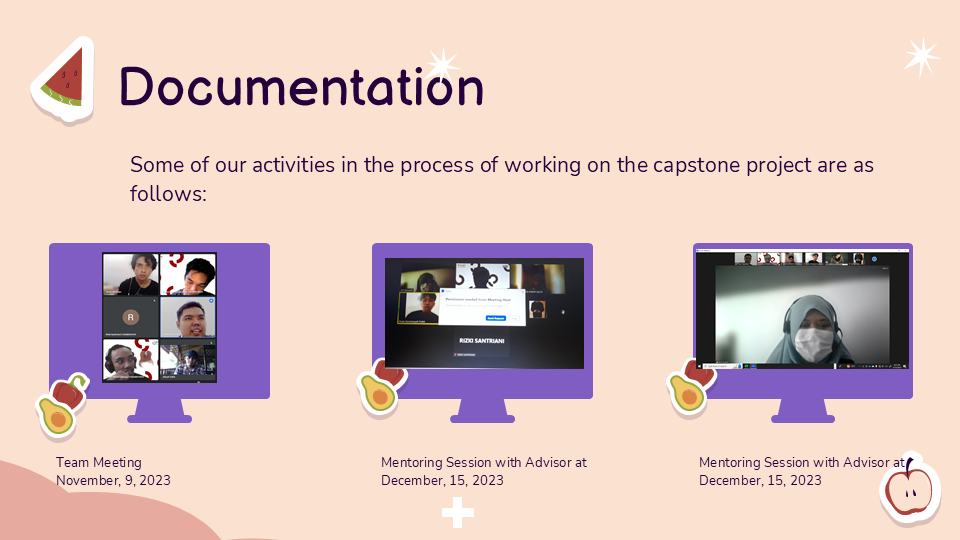 Documentation
Some of our activities in the process of working on the capstone project are as
follows:
R
RIZKI SANTRIANI
Team Meeting
November, 9, 2023
Mentoring Session with Advisor at
December, 15, 2023
Mentoring Session with Advisor at
December, 15, 2023